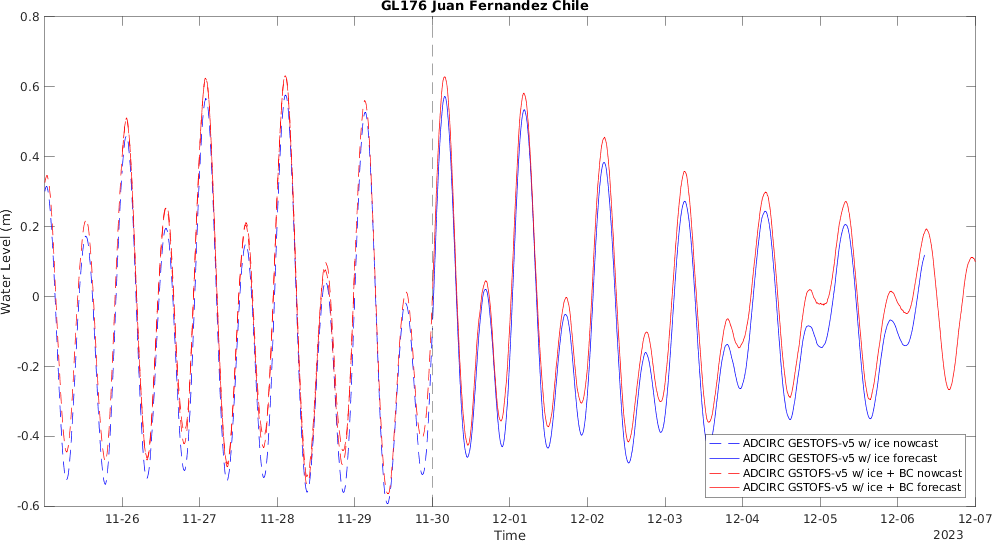 GL176 Juan Fernandez Chile
0.8
0.6
0.4
0.2
0
-0.2
-0.4
-0.6
Water Level (m)
11-26 11-27 11-28 11-29 11-30 12-01 12-02 12-03 12-04 12-05 12-06 12-07
Time
2023
ADCIRC GESTOFS-v5 w/ ice nowcast
ADCIRC GESTOFS-v5 w/ ice forecast
ADCIRC GSTOFS-v5 w/ ice + BC nowcast
ADCIRC GSTOFS-v5 w/ ice + BC forecast